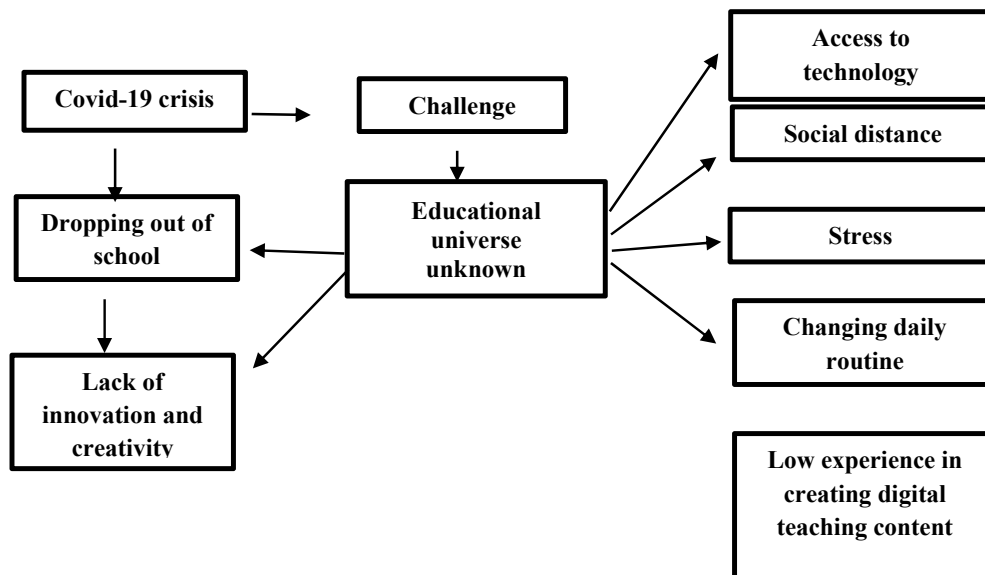 Covid-19 crisis
Challenge
Dropping out of
school
Educational
universe
unknown
Lack of
innovation and
creativity
Access to
technology
Social distance
Stress
Changing daily
routine
Low experience in
creating digital
teaching content